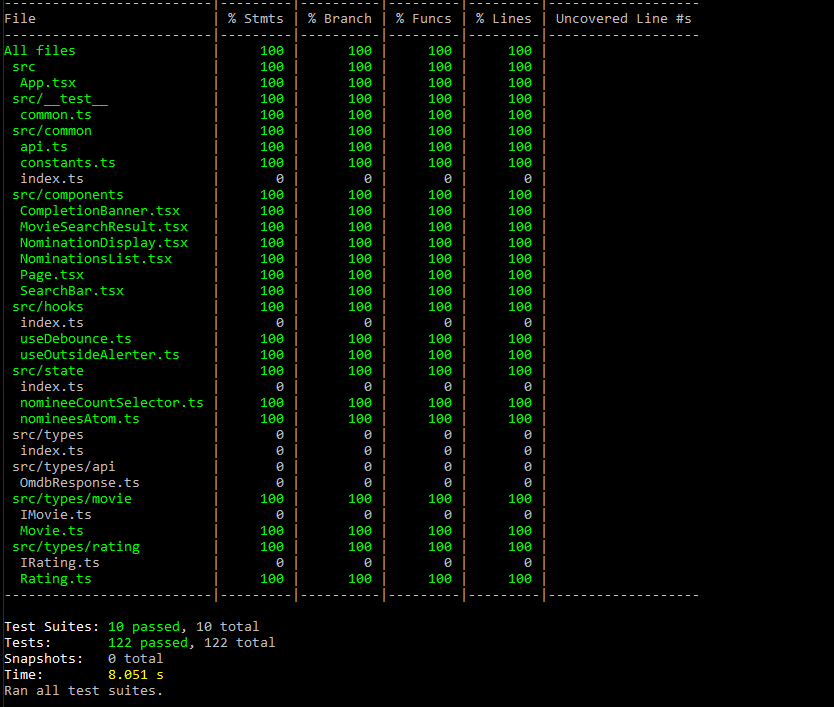 ---------------------------|---------|----------|---------|---------|-------------------
File                       | % Stmts | % Branch | % Funcs | % Lines | Uncovered Line #s
---------------------------|---------|----------|---------|---------|-------------------
All files                  |     100 |      100 |     100 |     100 |
 src                       |     100 |      100 |     100 |     100 |
  App.tsx                  |     100 |      100 |     100 |     100 |
 src/__test__              |     100 |      100 |     100 |     100 |
  common.ts                |     100 |      100 |     100 |     100 |
 src/common                |     100 |      100 |     100 |     100 |
  api.ts                   |     100 |      100 |     100 |     100 |
  constants.ts             |     100 |      100 |     100 |     100 |
  index.ts                 |       0 |        0 |       0 |       0 |
 src/components            |     100 |      100 |     100 |     100 |
  CompletionBanner.tsx     |     100 |      100 |     100 |     100 |
  MovieSearchResult.tsx    |     100 |      100 |     100 |     100 |
  NominationDisplay.tsx    |     100 |      100 |     100 |     100 |
  NominationsList.tsx      |     100 |      100 |     100 |     100 |
  Page.tsx                 |     100 |      100 |     100 |     100 |
  SearchBar.tsx            |     100 |      100 |     100 |     100 |
 src/hooks                 |     100 |      100 |     100 |     100 |
  index.ts                 |       0 |        0 |       0 |       0 |
  useDebounce.ts           |     100 |      100 |     100 |     100 |
  useOutsideAlerter.ts     |     100 |      100 |     100 |     100 |
 src/state                 |     100 |      100 |     100 |     100 |
  index.ts                 |       0 |        0 |       0 |       0 |
  nomineeCountSelector.ts  |     100 |      100 |     100 |     100 |
  nomineesAtom.ts          |     100 |      100 |     100 |     100 |
 src/types                 |       0 |        0 |       0 |       0 |
  index.ts                 |       0 |        0 |       0 |       0 |
 src/types/api             |       0 |        0 |       0 |       0 |
  OmdbResponse.ts          |       0 |        0 |       0 |       0 |
 src/types/movie           |     100 |      100 |     100 |     100 |
  IMovie.ts                |       0 |        0 |       0 |       0 |
  Movie.ts                 |     100 |      100 |     100 |     100 |
 src/types/rating          |     100 |      100 |     100 |     100 |
  IRating.ts               |       0 |        0 |       0 |       0 |
  Rating.ts                |     100 |      100 |     100 |     100 |
---------------------------|---------|----------|---------|---------|-------------------
Test Suites: 10 passed, 10 total
Tests:       122 passed, 122 total
Snapshots:   0 total
Time:        8.051 s
Ran all test suites.